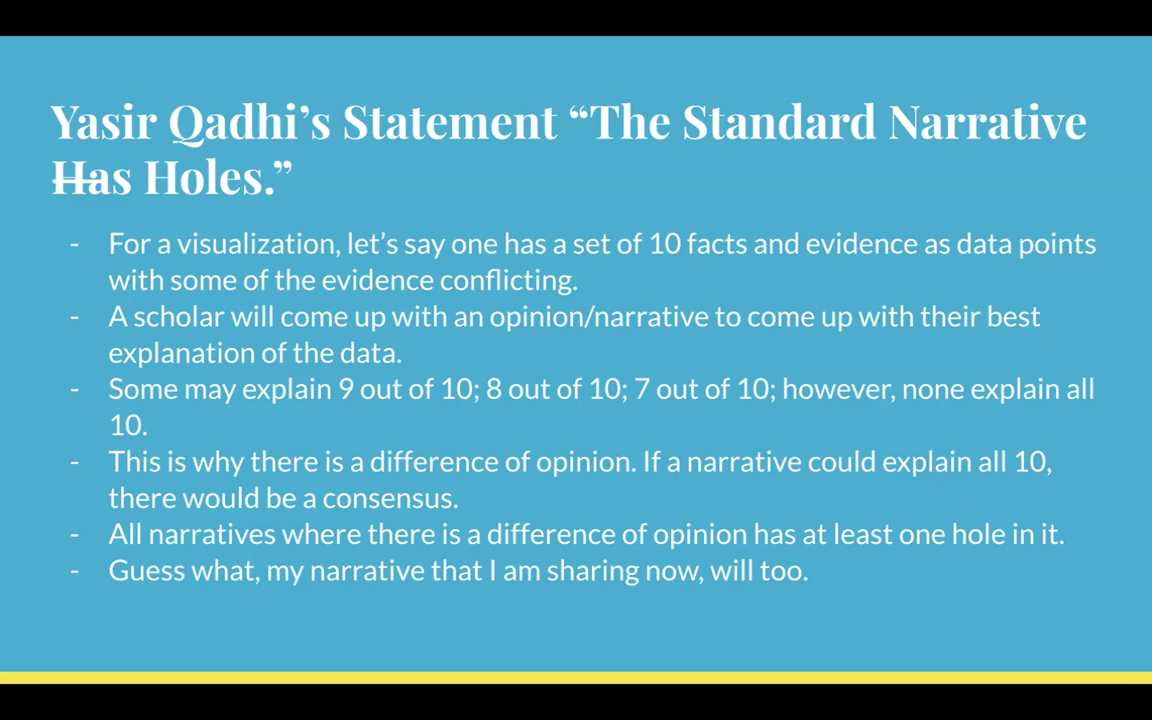 Yasir Qadhi’s Statement “The Standard Narrative
Has Holes.”
- For a visualization, let’s say one has a set of 10 facts and evidence as data points
with some of the evidence conflicting.
- A scholar will come up with an opinion/narrative to come up with their best
explanation of the data.
- Some may explain 9 out of 10; 8 out of 10; 7 out of 10; however, none explain all
10.
- This is why there is a difference of opinion. If a narrative could explain all 10,
there would be a consensus.
- All narratives where there is a difference of opinion has at least one hole in it.
- Guess what, my narrative that I am sharing now, will too.